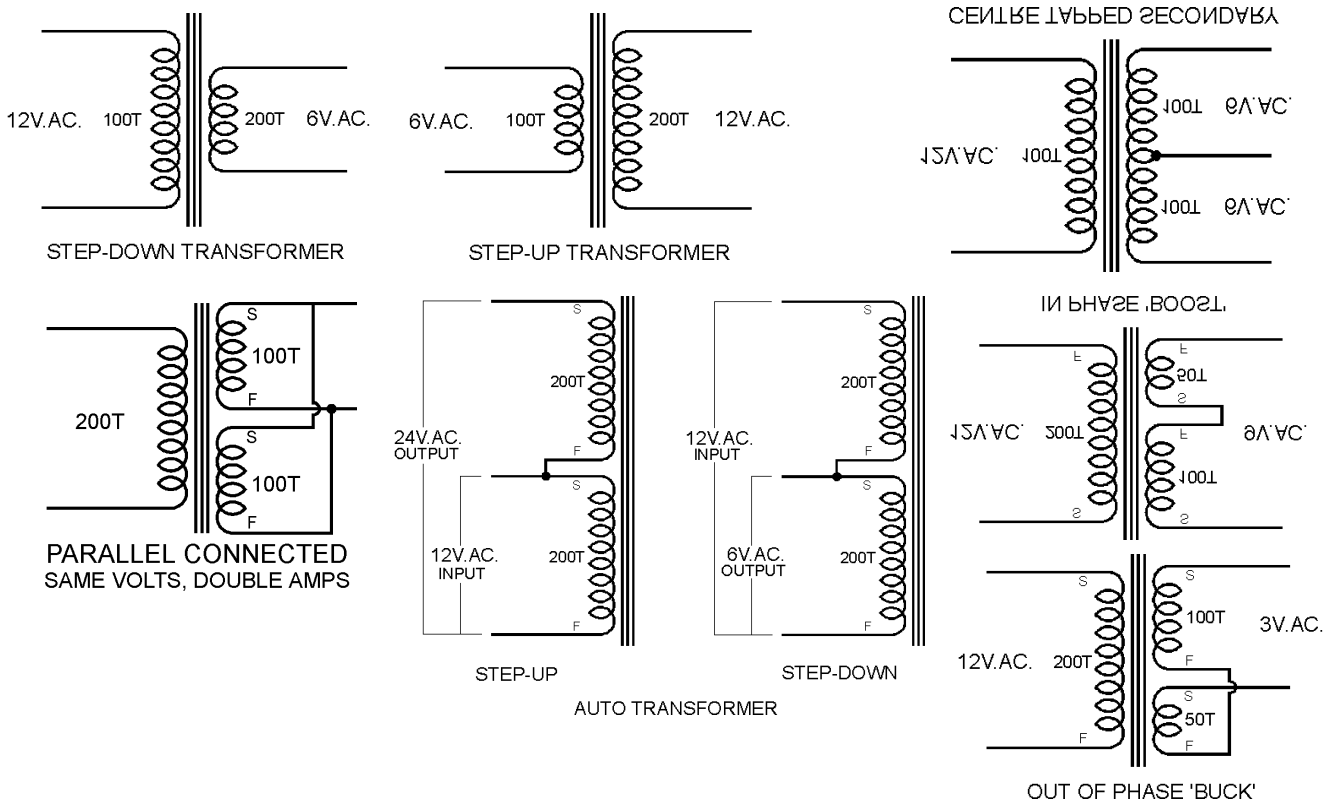 12V.AC.
100T
200T
6V.AC.
STEP-DOWN TRANSFORMER
6V.AC.
100T
200T
12V.AC.
STEP-UP TRANSFORMER
CENTRE TAPPED SECONDARY
12V.AC.
100T
100T
6V.AC.
100T
6V.AC.
200T
S
100T
F
S
100T
F
PARALLEL CONNECTED
SAME VOLTS, DOUBLE AMPS
24V.AC.
OUTPUT
12V.AC.
INPUT
S
200T
F
S
200T
F
STEP-UP
12V.AC.
INPUT
6V.AC.
OUTPUT
S
200T
F
S
200T
F
STEP-DOWN
AUTO TRANSFORMER
IN PHASE 'BOOST'
12V.AC.
F
200T
S
F
50T
S
F
100T
S
9V.AC.
12V.AC.
S
200T
F
S
100T
F
S
50T
F
3V.AC.
OUT OF PHASE 'BUCK'